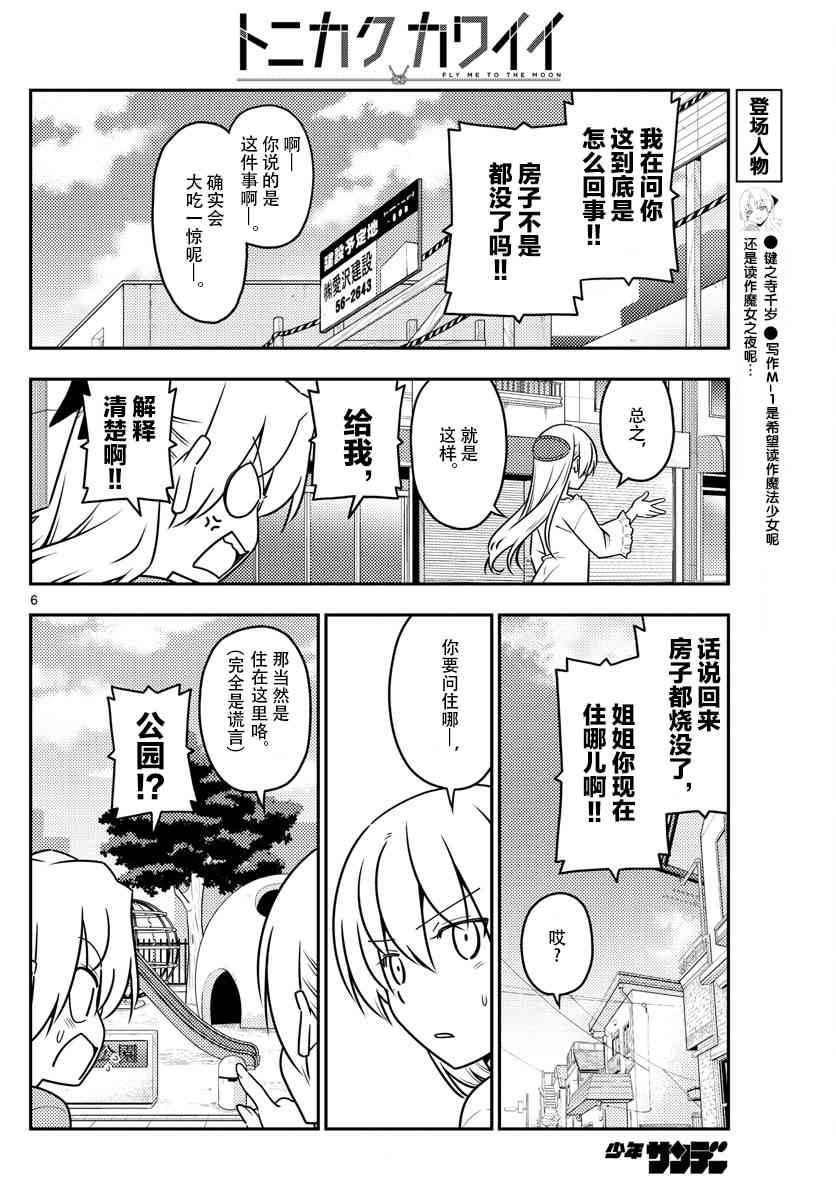 トニカクカワイイ
FLY ME TO THE MOON
登场人物
●键之寺千岁 ●写作M-1是希望读作魔法少女呢
还是读作魔女之夜呢…
我在问你
这到底是
怎么回事!!
房子不是
都没了吗!!
啊—
你说的是
这件事啊—。
确实会
大吃一惊呢—。
建設予定地
㈱愛沢建設
56-2643
总之,
就是
这样。
给我,
解释
清楚啊!!
6
话说回来
房子都烧没了,
姐姐你现在
住哪儿啊!!
哎?
你要问住哪—,
那当然是
住在这里咯。
(完全是谎言)
公园!?
公園
少年サンデー